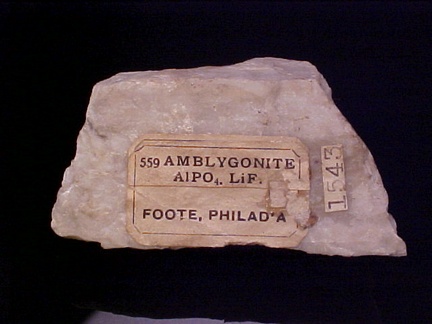 559 AMBLYGONITE
AlPO4. LiF.
FOOTE, PHILAD'A
1543